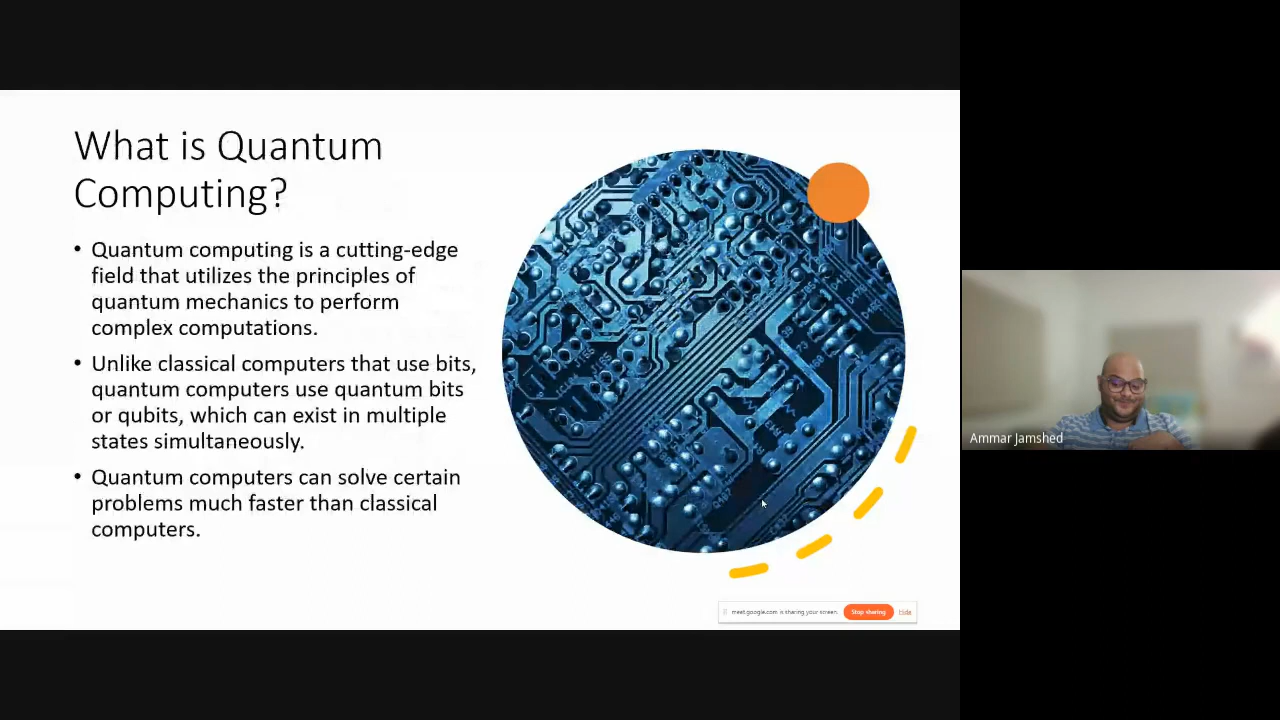 What is Quantum
Computing?
• Quantum computing is a cutting-edge
field that utilizes the principles of
quantum mechanics to perform
complex computations.
• Unlike classical computers that use bits,
quantum computers use quantum bits
or qubits, which can exist in multiple
states simultaneously.
• Quantum computers can solve certain
problems much faster than classical
computers.
meet.google.com is sharing your screen. Stop sharing Hide
Ammar Jamshed